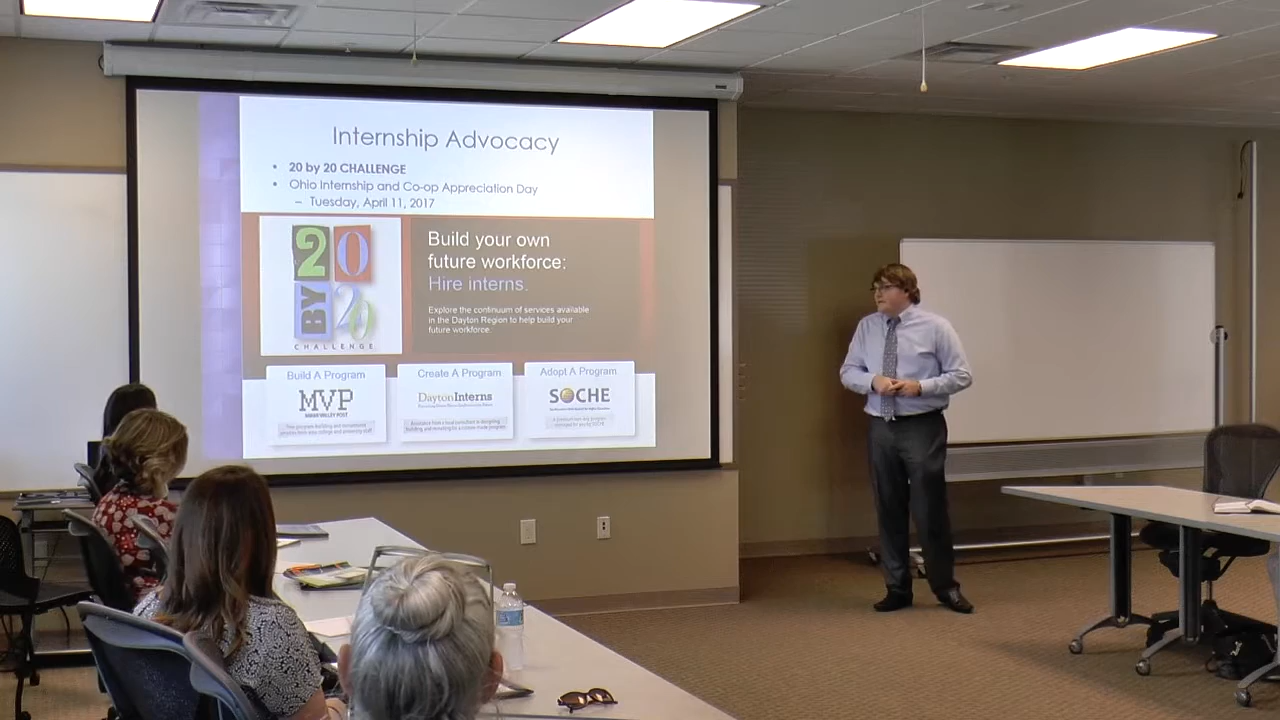 Internship Advocacy
• 20 by 20 CHALLENGE
• Ohio Internship and Co-op Appreciation Day
– Tuesday, April 11, 2017
20
BY 20
CHALLENGE
Build your own
future workforce:
Hire interns.
Explore the continuum of services available
in the Dayton Region to help build your
future workforce.
Build A Program
MVP
Create A Program
DaytonInterns
Adopt A Program
SOCHE